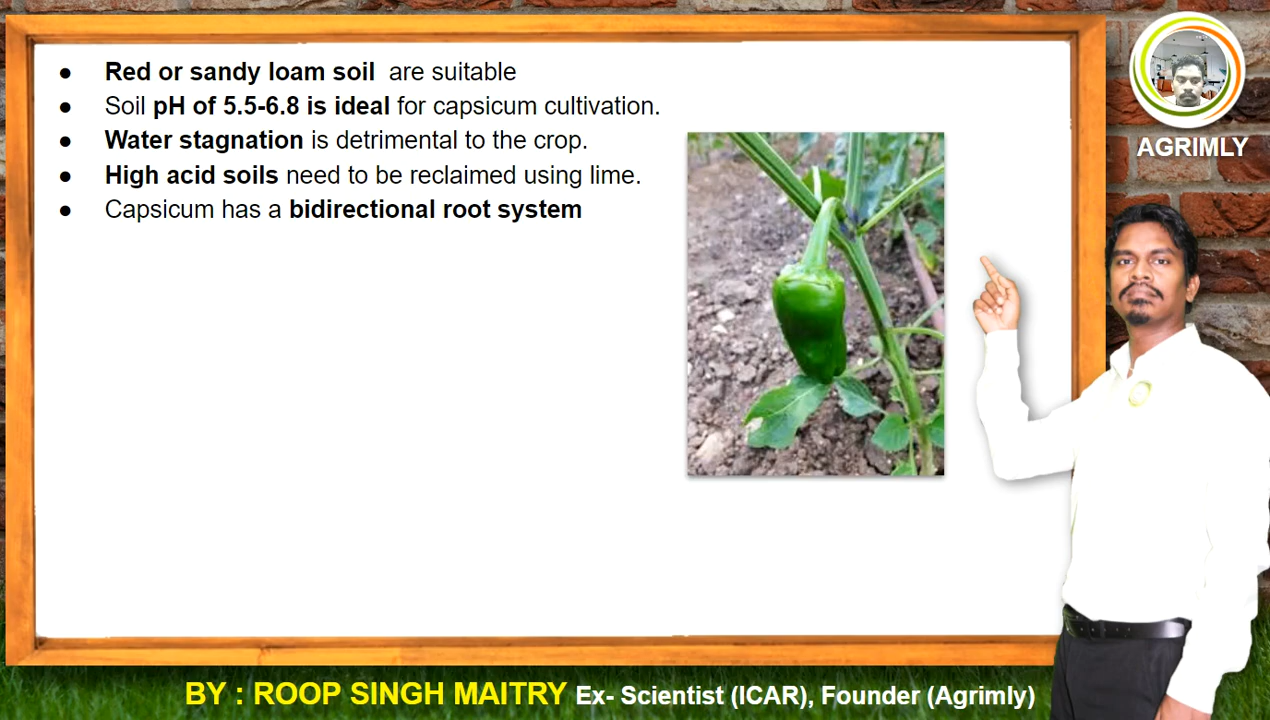 ● Red or sandy loam soil are suitable
● Soil pH of 5.5-6.8 is ideal for capsicum cultivation.
● Water stagnation is detrimental to the crop.
● High acid soils need to be reclaimed using lime.
● Capsicum has a bidirectional root system
AGRIMLY
BY : ROOP SINGH MAITRY Ex- Scientist (ICAR), Founder (Agrimly)